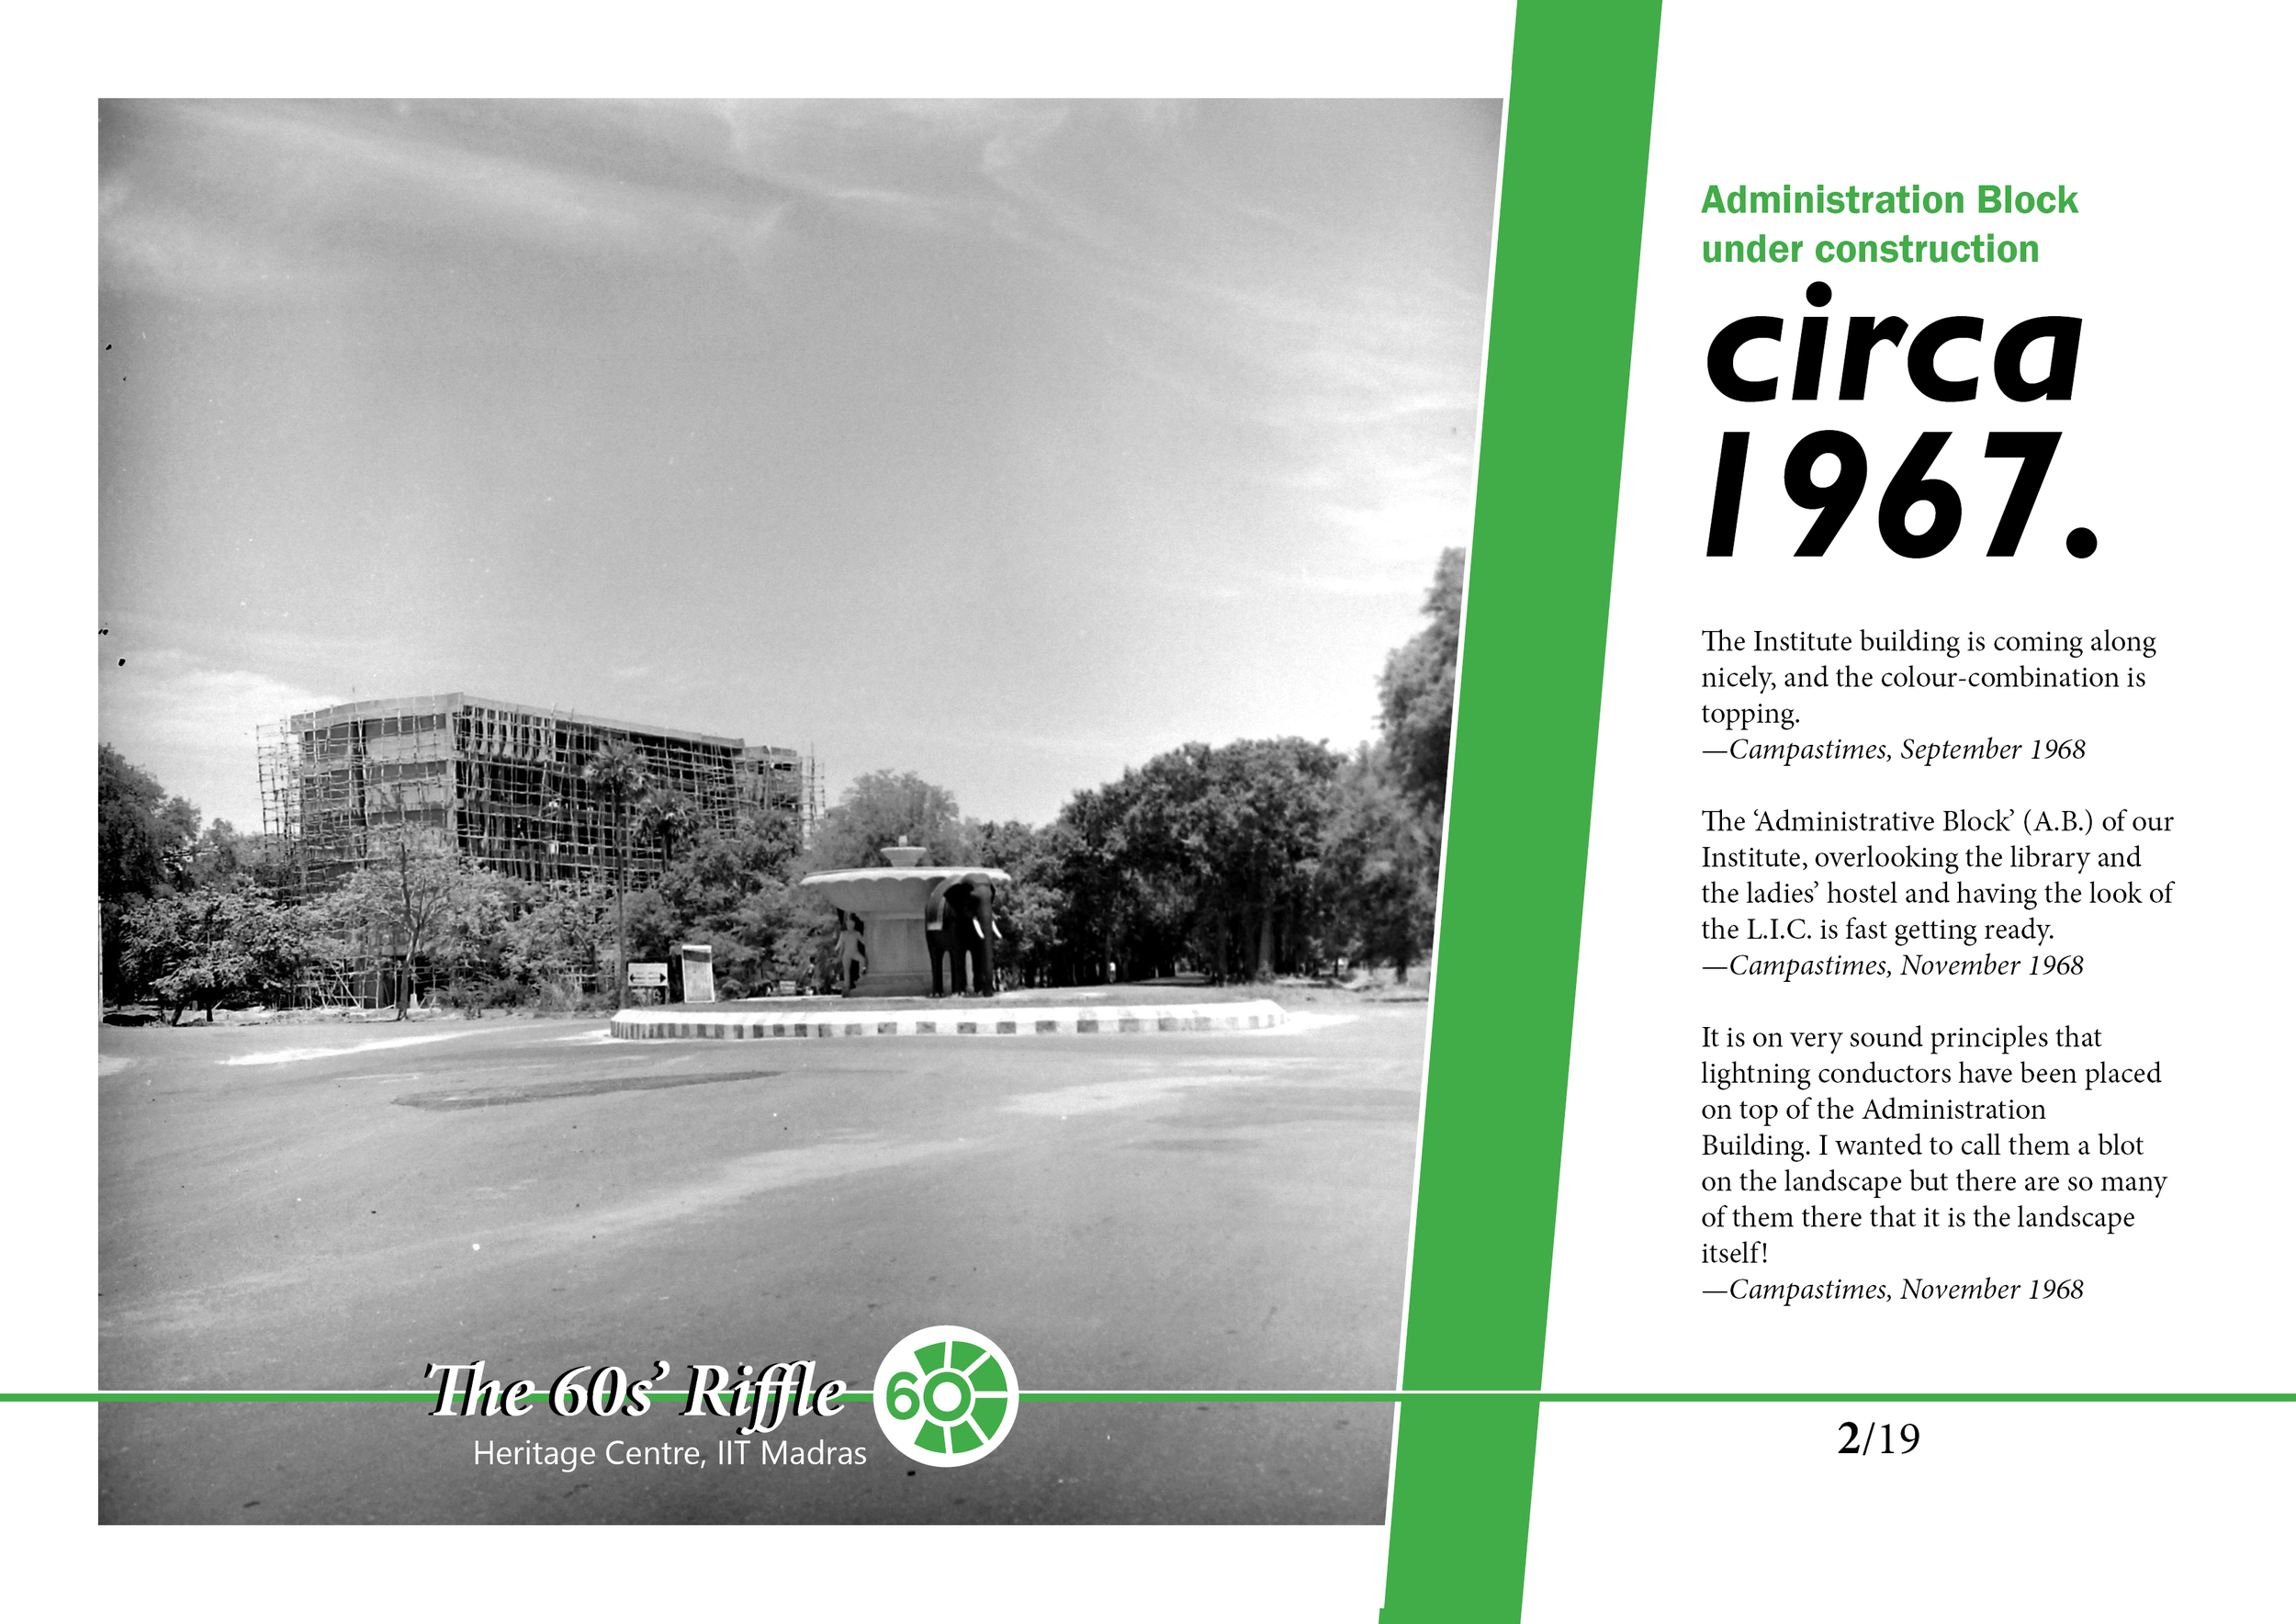 Administration Block
under construction
circa
1967.
The Institute building is coming along
nicely, and the colour-combination is
topping.
—Campastimes, September 1968
The ‘Administrative Block’ (A.B.) of our
Institute, overlooking the library and
the ladies’ hostel and having the look of
the L.I.C. is fast getting ready.
—Campastimes, November 1968
It is on very sound principles that
lightning conductors have been placed
on top of the Administration
Building. I wanted to call them a blot
on the landscape but there are so many
of them there that it is the landscape
itself!
—Campastimes, November 1968
The 60s’ Riffle
60
Heritage Centre, IIT Madras
2/19